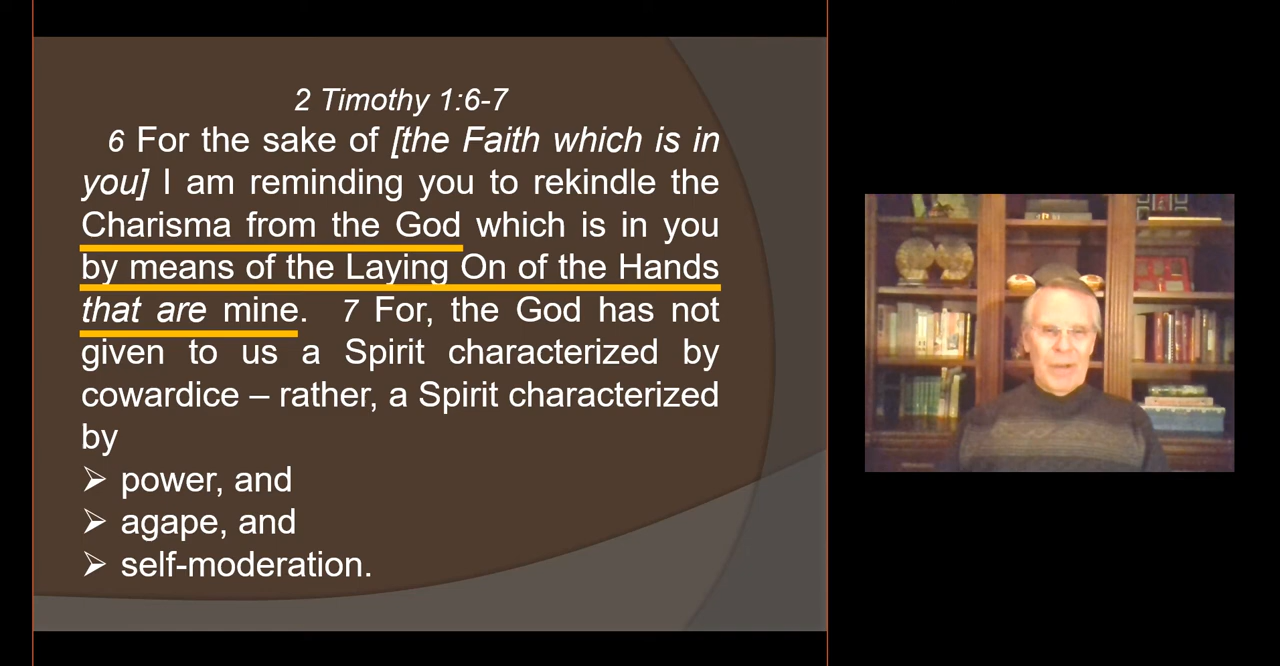 2 Timothy 1:6-7
6 For the sake of [the Faith which is in
you] I am reminding you to rekindle the
Charisma from the God which is in you
by means of the Laying On of the Hands
that are mine. 7 For, the God has not
given to us a Spirit characterized by
cowardice – rather, a Spirit characterized
by
➢ power, and
➢ agape, and
➢ self-moderation.